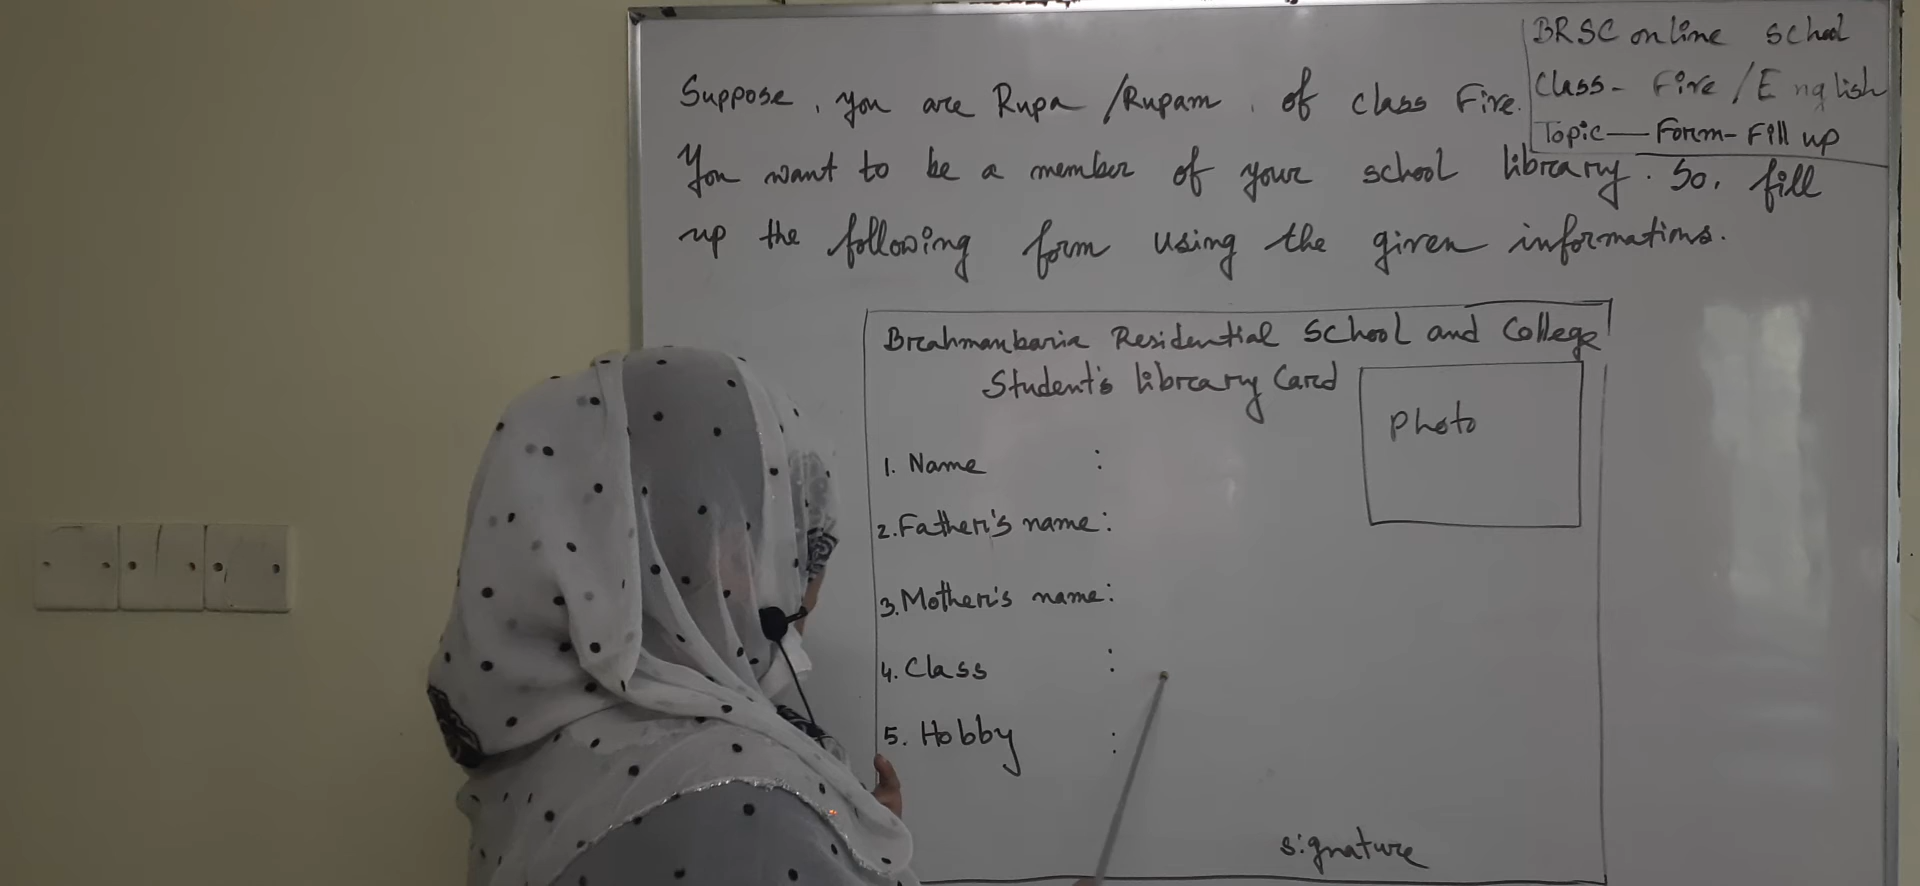 BRSC online School
Class- Five / English
Topic — Form-Fill up
Suppose, you are Rupa /Rupam, of class Five.
You want to be a member of your school library. So, fill
up the following form using the given informations.
Brahmanbaria Residential School and College
Student's library Card
Photo
1. Name :
2. Father's name:
3. Mother's name:
4. Class :
5. Hobby :
signature